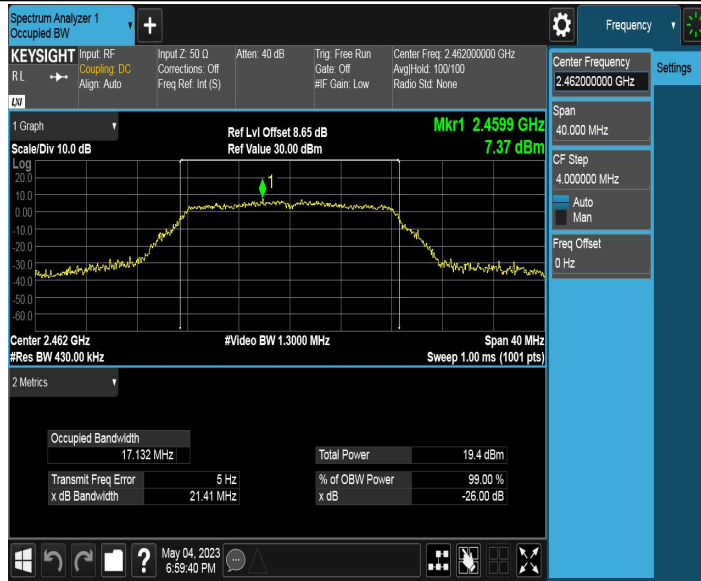 Spectrum Analyzer 1
Occupied BW
Frequency
KEYSIGHT
RL
LXI
Input: RF
Coupling: DC
Align: Auto
Input Z: 50 Ω
Corrections: Off
Freq Ref: Int (S)
Atten: 40 dB
Trig: Free Run
Gate: Off
#IF Gain: Low
Center Freq: 2.462000000 GHz
Avg|Hold: 100/100
Radio Std: None
Center Frequency
2.462000000 GHz
Settings
Span
40.000 MHz
CF Step
4.000000 MHz
Auto
Man
Freq Offset
0 Hz
1 Graph
Scale/Div 10.0 dB
Ref Lvl Offset 8.65 dB
Ref Value 30.00 dBm
Mkr1 2.4599 GHz
7.37 dBm
Log
20.0
10.0
0.00
-10.0
-20.0
-30.0
-40.0
-50.0
-60.0
1
Center 2.462 GHz
#Res BW 430.00 kHz
#Video BW 1.3000 MHz
Span 40 MHz
Sweep 1.00 ms (1001 pts)
2 Metrics
Occupied Bandwidth
17.132 MHz
Total Power 19.4 dBm
Transmit Freq Error 5 Hz
x dB Bandwidth 21.41 MHz
% of OBW Power 99.00 %
x dB -26.00 dB
?
May 04, 2023
6:59:40 PM